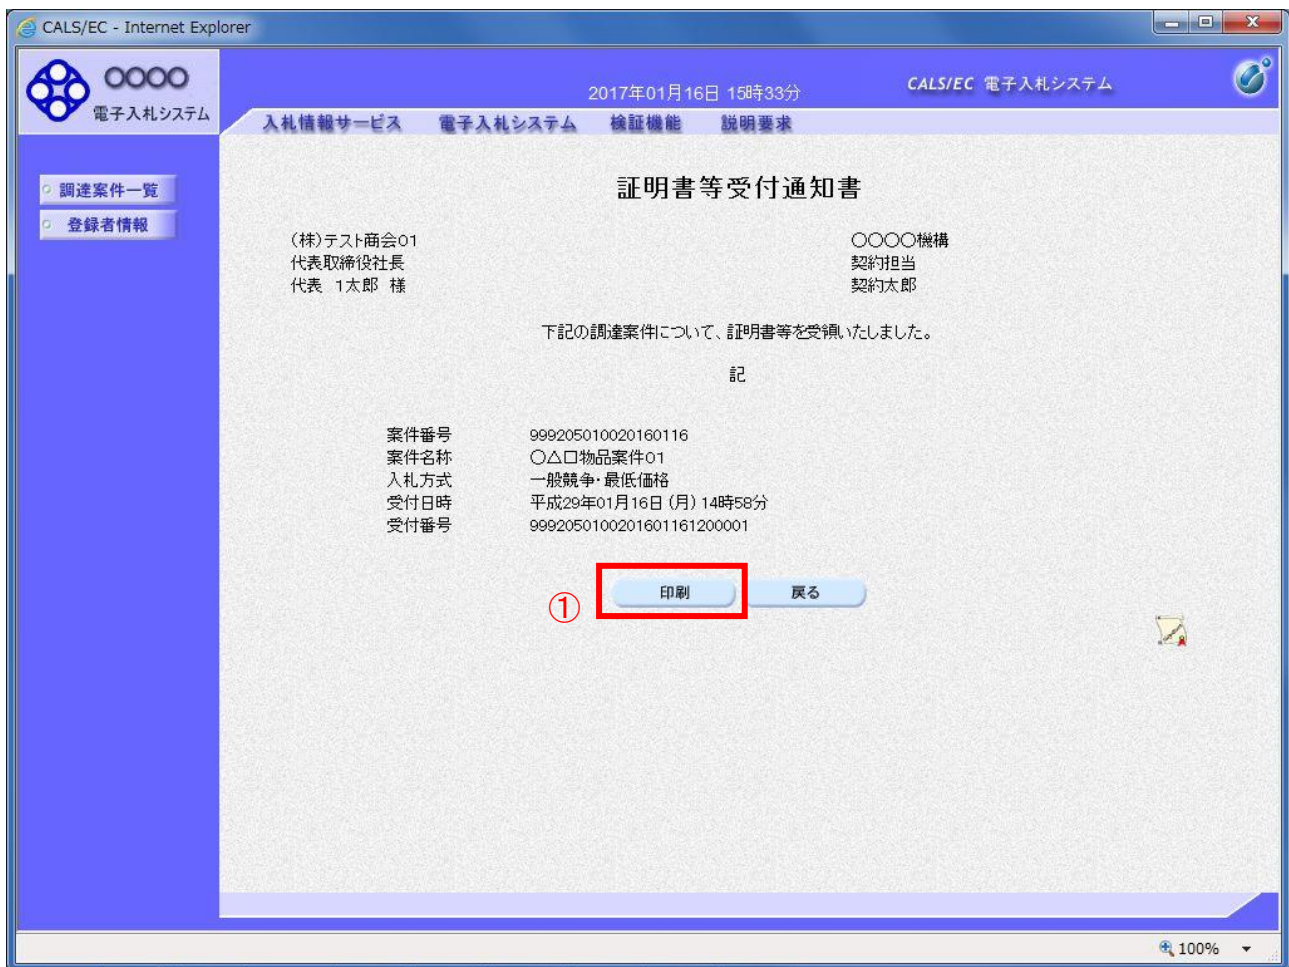 CALS/EC - Internet Explorer
○○○○
電子入札システム
2017年01月16日 15時33分
CALS/EC 電子入札システム
入札情報サービス 電子入札システム 検証機能 説明要求
調達案件一覧
登録者情報
証明書等受付通知書
(株)テスト商会01
代表取締役社長
代表 1太郎 様
○○○○機構
契約担当
契約太郎
下記の調達案件について、証明書等を受領いたしました。
記
案件番号 999205010020160116
案件名称 ○△□物品案件01
入札方式 一般競争・最低価格
受付日時 平成29年01月16日(月)14時58分
受付番号 9992050100201601161200001
① 印刷 戻る
100%